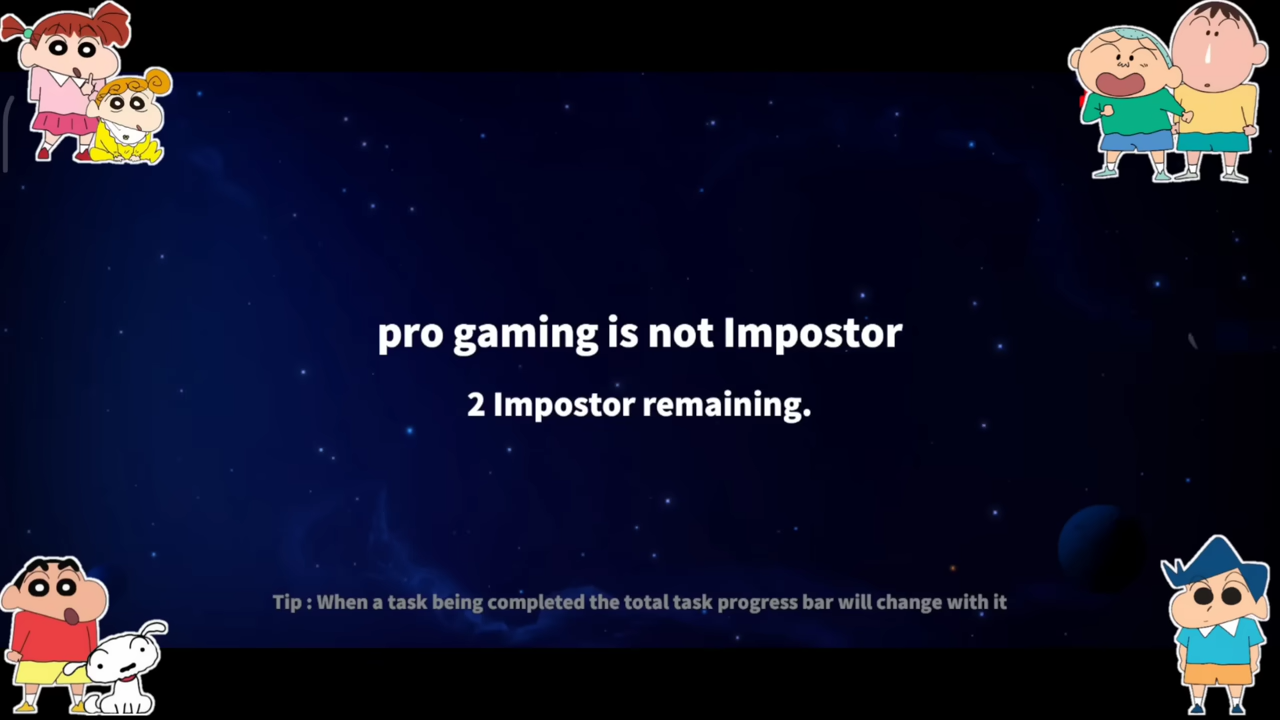 pro gaming is not Impostor
2 Impostor remaining.
Tip : When a task being completed the total task progress bar will change with it